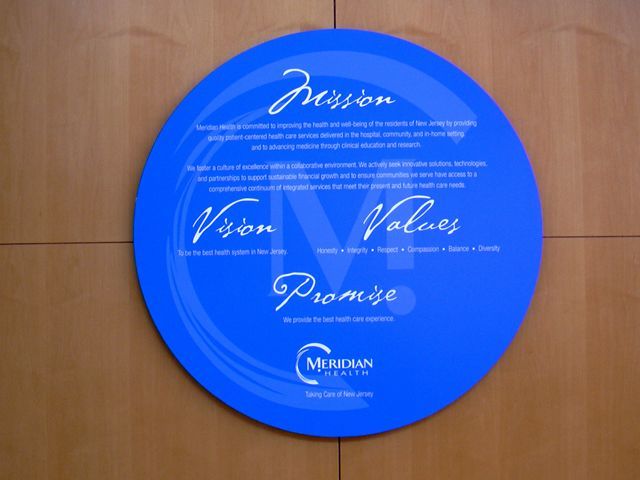 Mission
Meridian Health is committed to improving the health and well-being of the residents of New Jersey by providing
quality patient-centered health care services delivered in the hospital, community, and in-home setting,
and to advancing medicine through clinical education and research.
We foster a culture of excellence within a collaborative environment. We actively seek innovative solutions, technologies,
and partnerships to support sustainable financial growth and to ensure communities we serve have access to a
comprehensive continuum of integrated services that meet their present and future health care needs.
Vision
To be the best health system in New Jersey.
Values
Honesty • Integrity • Respect • Compassion • Balance • Diversity
Promise
We provide the best health care experience.
MERIDIAN
HEALTH
Taking Care of New Jersey